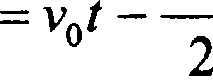 = v₀t − —
2